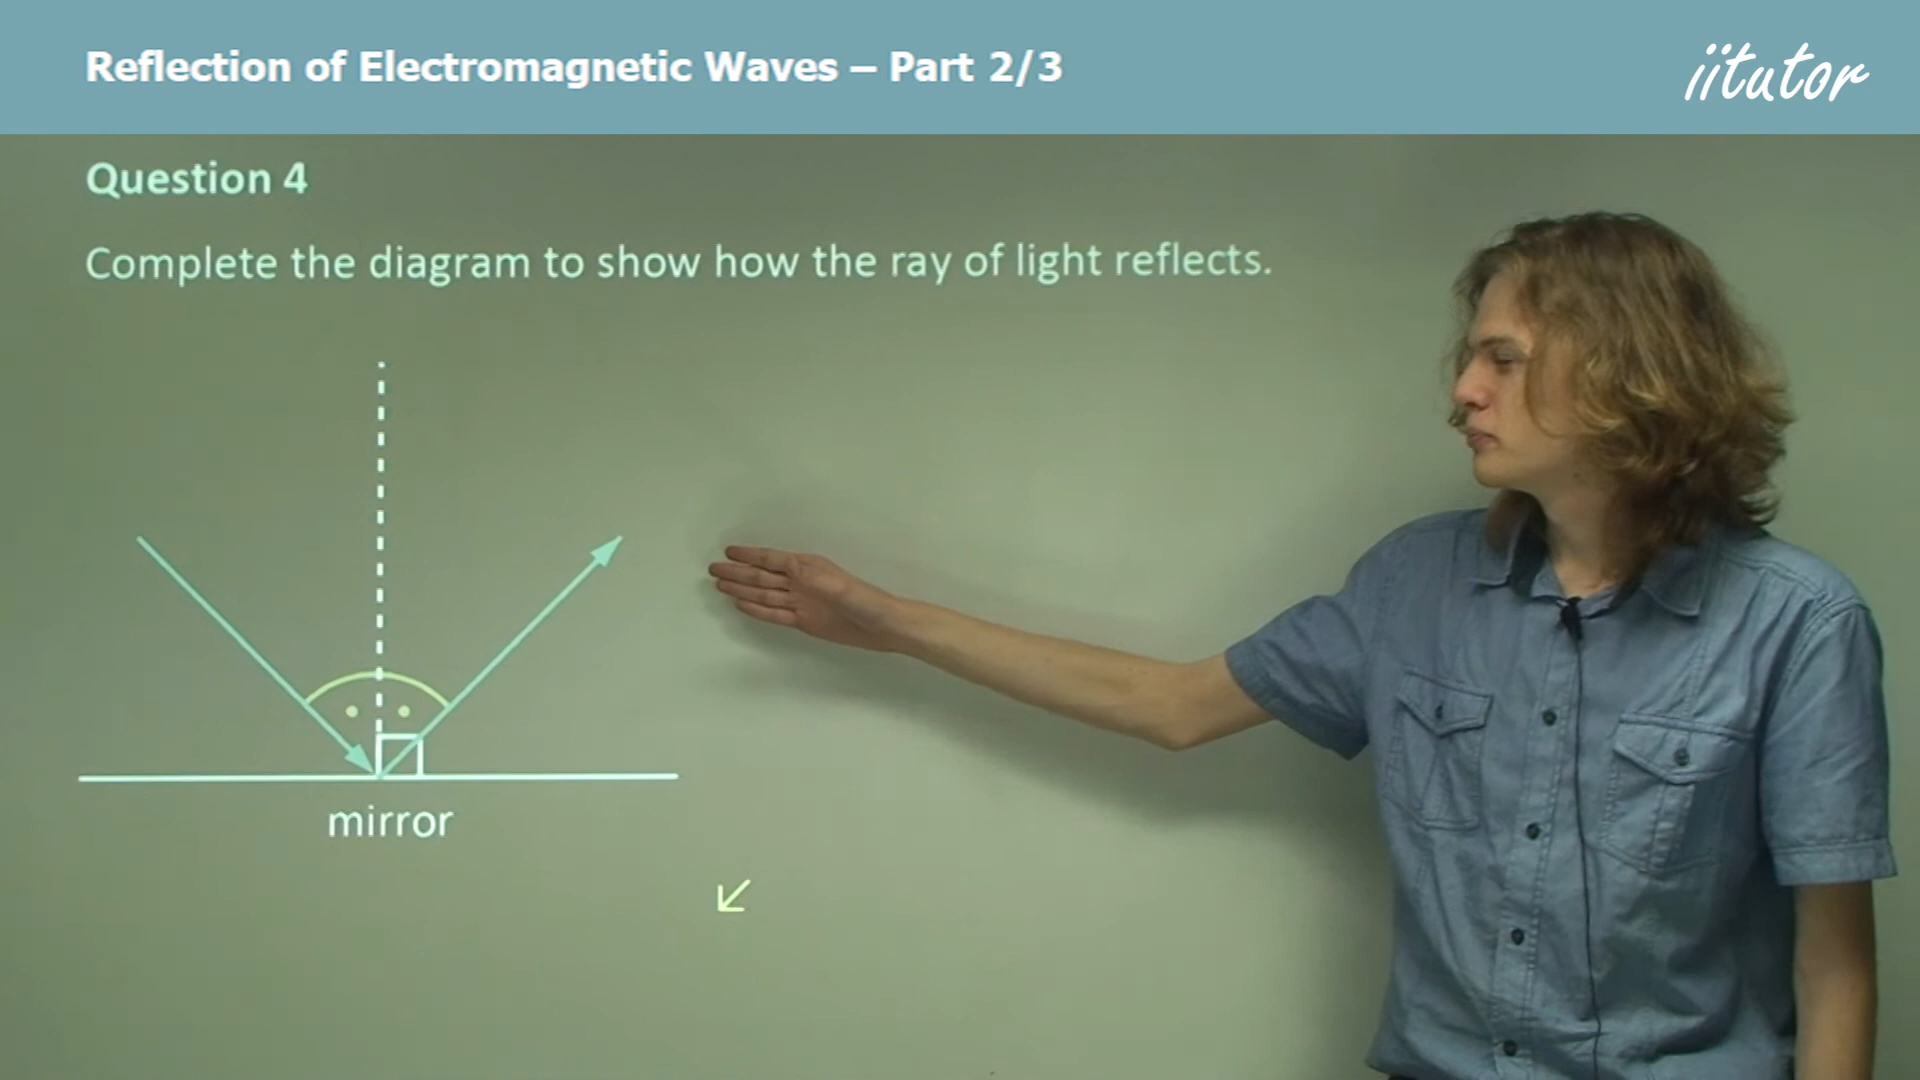 Reflection of Electromagnetic Waves – Part 2/3
iitutor
Question 4
Complete the diagram to show how the ray of light reflects.
mirror